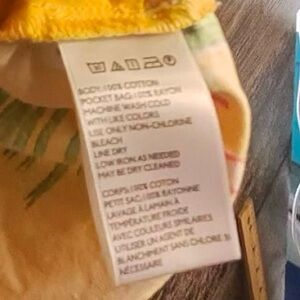 BODY: 100% COTTON
POCKET BAG: 100% RAYON
MACHINE WASH COLD
WITH LIKE COLORS
USE ONLY NON-CHLORINE
BLEACH
LINE DRY
LOW IRON AS NEEDED
MAY BE DRY CLEANED
CORPS: 100% COTON
PETIT SAC: 100% RAYONNE
LAVAGE À LA MAIN À
TEMPÉRATURE FROIDE
AVEC COULEURS SIMILAIRES
UTILISER UN AGENT DE
BLANCHIMENT SANS CHLORE SI
NÉCESSAIRE